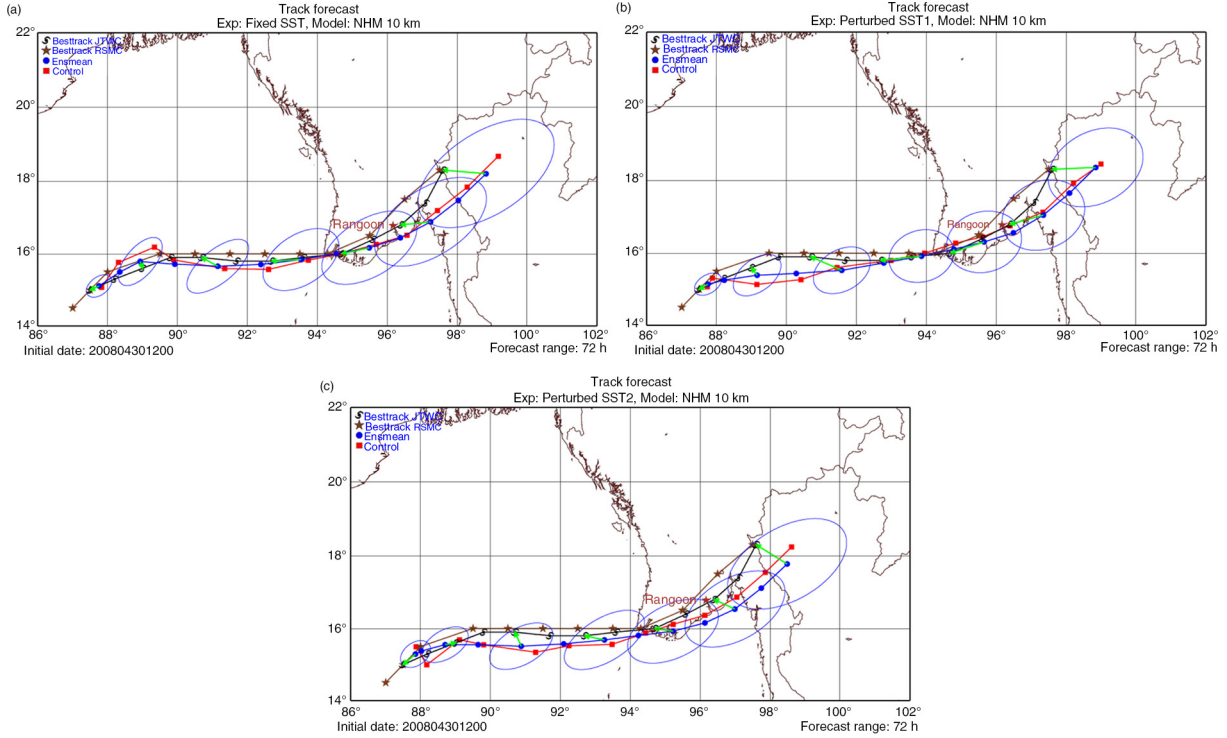 (a)
Track forecast
Exp: Fixed SST, Model: NHM 10 km
22°
Besttrack JTWC
Besttrack RSMC
Ensmean
Control
20°
18°
Rangoon
16°
14°
86° 88° 90 92 94 96 98 100 102°
Initial date: 200804301200 Forecast range: 72 h
(b)
Track forecast
Exp: Perturbed SST1, Model: NHM 10 km
22°
Besttrack JTWC
Besttrack RSMC
Ensmean
Control
20°
18°
Rangoon
16°
14°
86° 88° 90° 92° 94° 96° 98° 100° 102°
Initial date: 200804301200 Forecast range: 72 h
(c)
Track forecast
Exp: Perturbed SST2, Model: NHM 10 km
22°
Besttrack JTWC
Besttrack RSMC
Ensmean
Control
20°
18°
Rangoon
16°
14°
86° 88° 90° 92° 94° 96° 98° 100° 102°
Initial date: 200804301200 Forecast range: 72 h